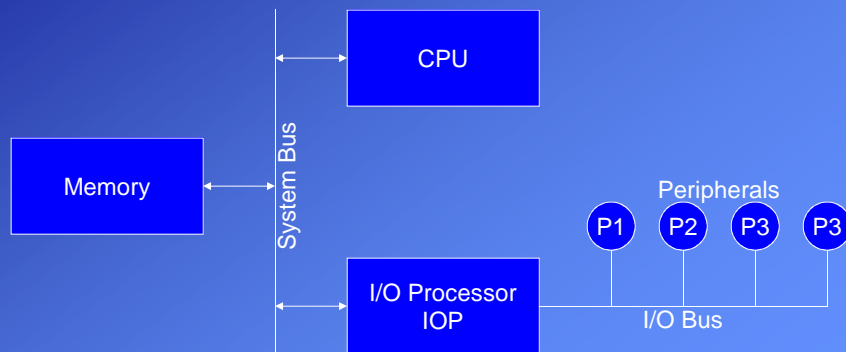 CPU
Memory
System Bus
Peripherals
P1
P2
P3
P3
I/O Processor
IOP
I/O Bus